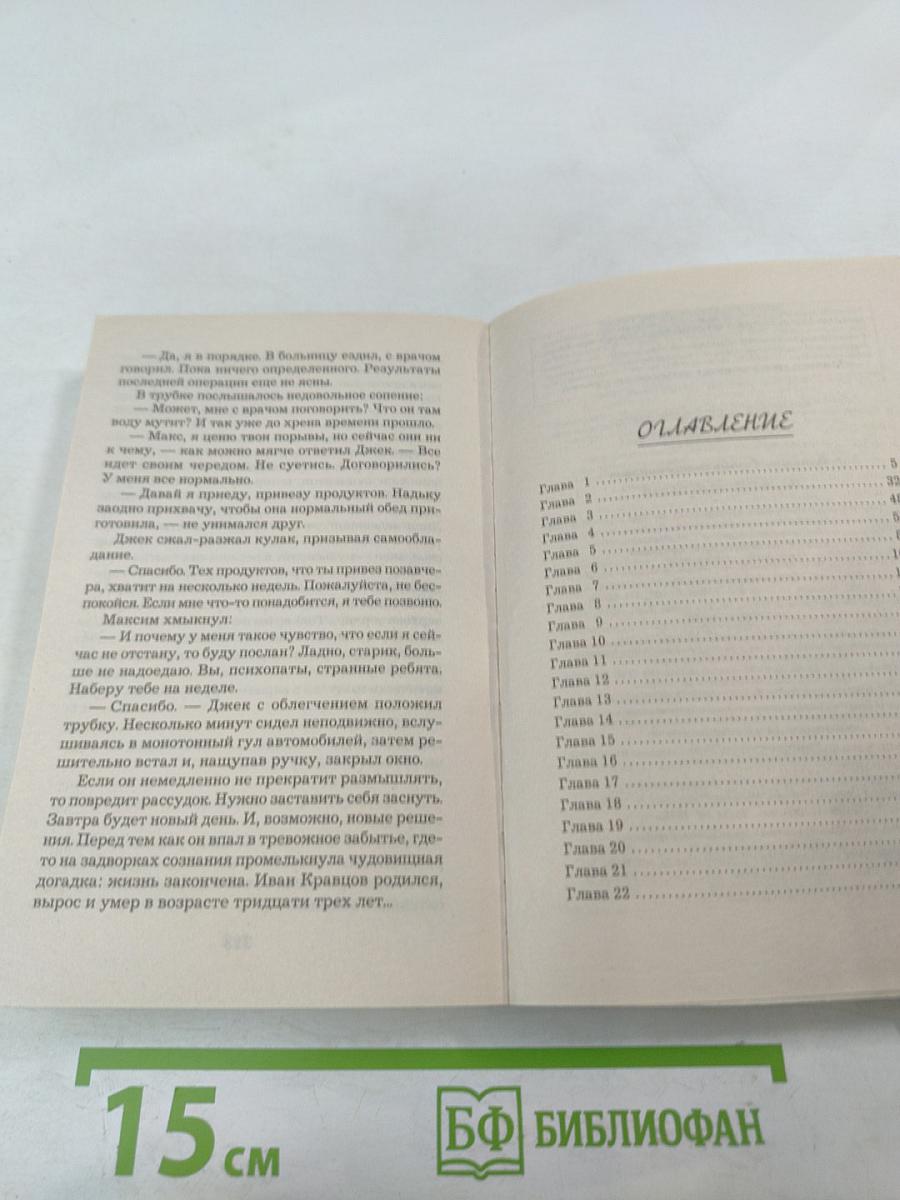 — Да, я в порядке. В больницу ездил, с врачом
говорил. Пока ничего определенного. Результаты
последней операции еще не ясны.
В трубке послышалось недовольное сопение:
— Может, мне с врачом поговорить? Что он там
воду мутит? И так уже до хрена времени прошло.
— Макс, я ценю твои порывы, но сейчас они ни
к чему, — как можно мягче ответил Джек. — Все
идет своим чередом. Не суетись. Договорились?
У меня все нормально.
— Давай я приеду, привезу продуктов. Надьку
заодно прихвачу, чтобы она нормальный обед при-
готовила, — не унимался друг.
Джек сжал-разжал кулак, призывая самооблa-
дание.
— Спасибо. Тех продуктов, что ты привез позавче-
ра, хватит на несколько недель. Пожалуйста, не бес-
покойся. Если мне что-то понадобится, я тебе позвоню.
Максим хмыкнул:
— И почему у меня такое чувство, что если я сей-
час не отстану, то буду послан? Ладно, старик, боль-
ше не надоедаю. Вы, психопаты, странные ребята.
Наберу тебе на неделе.
— Спасибо. — Джек с облегчением положил
трубку. Несколько минут сидел неподвижно, вслу-
шиваясь в монотонный гул автомобилей, затем ре-
шительно встал и, нащупав ручку, закрыл окно.
Если он немедленно не прекратит размышлять,
то повредит рассудок. Нужно заставить себя заснуть.
Завтра будет новый день. И, возможно, новые реше-
ния. Перед тем как он впал в тревожное забытье, где-
то на задворках сознания промелькнула чудовищная
догадка: жизнь закончена. Иван Кравцов родился,
вырос и умер в возрасте тридцати трех лет...
ОГЛАВЛЕНИЕ
Глава 1 5
Глава 2 32
Глава 3
Глава 4
Глава 5
Глава 6
Глава 7
Глава 8
Глава 9
Глава 10
Глава 11
Глава 12
Глава 13
Глава 14
Глава 15
Глава 16
Глава 17
Глава 18
Глава 19
Глава 20
Глава 21
Глава 22
15 см
БФ БИБЛИОФАН